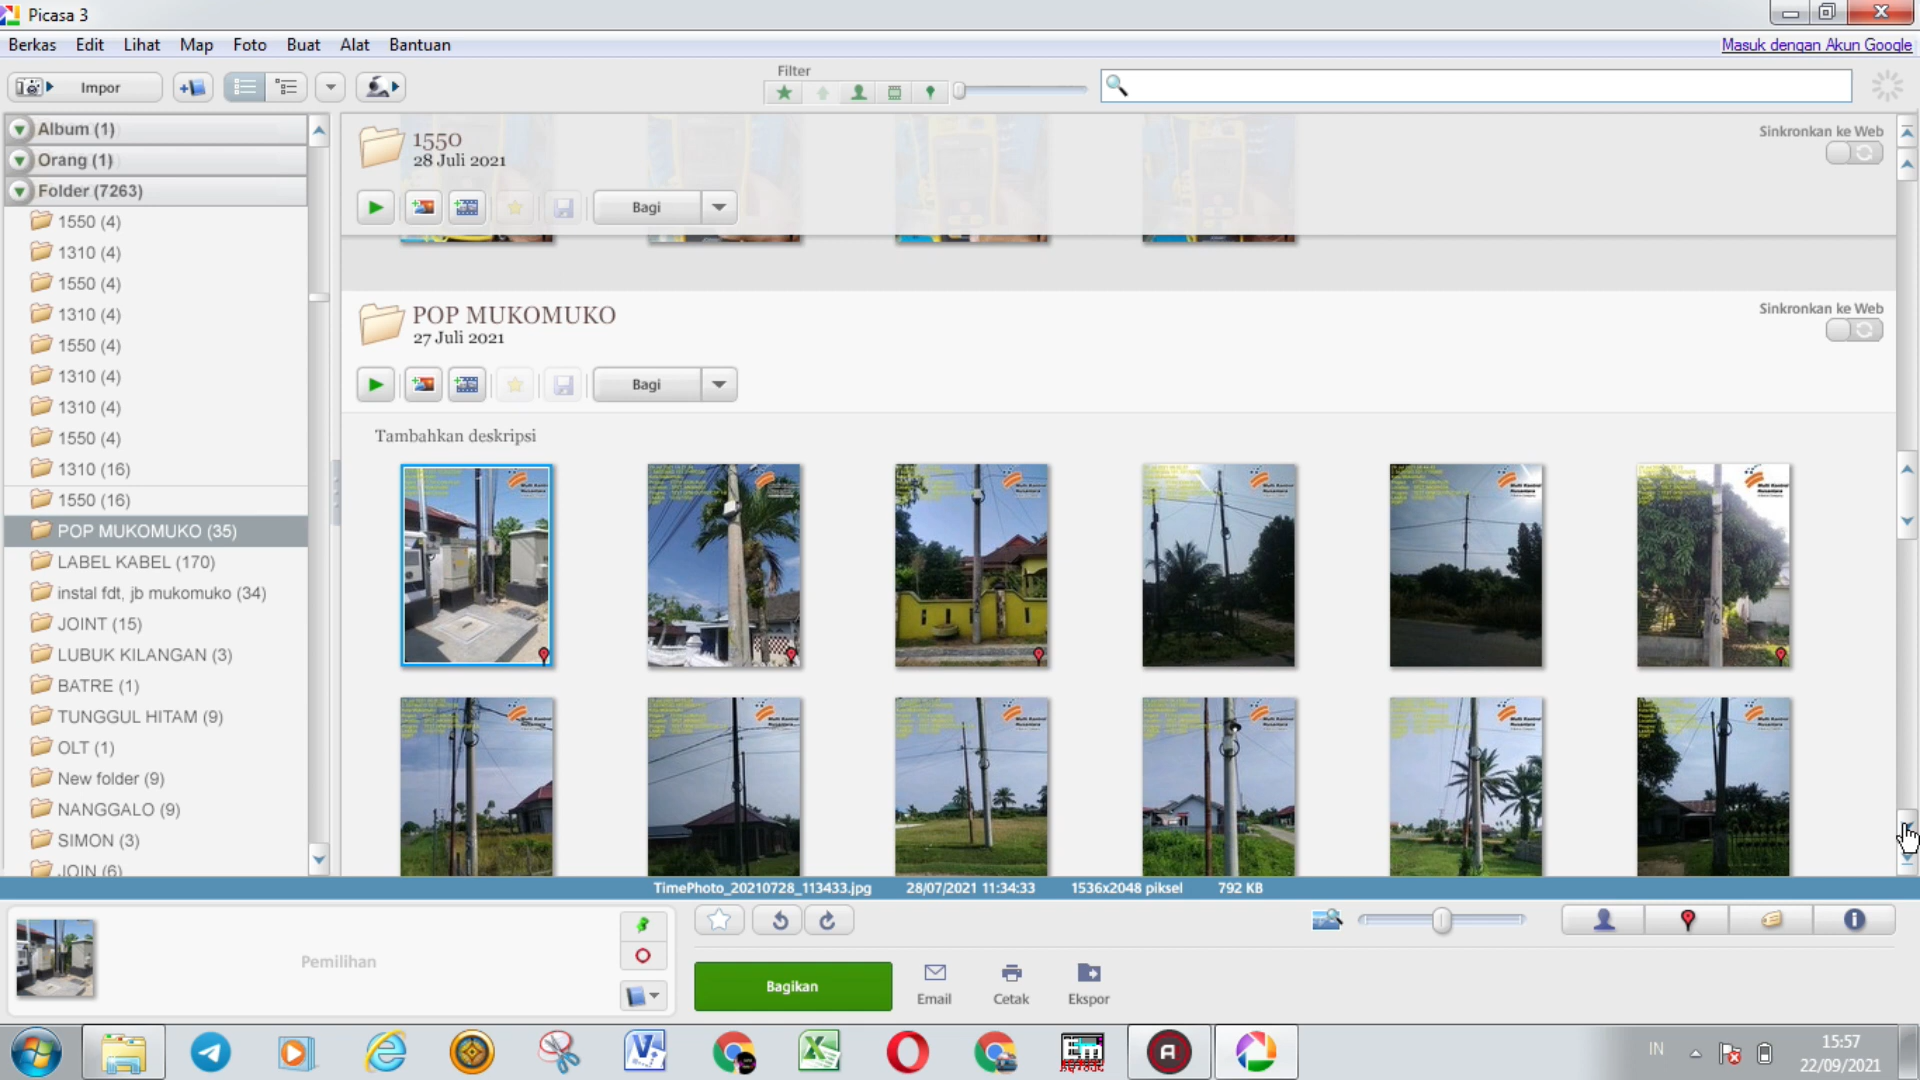 Picasa 3
Berkas Edit Lihat Map Foto Buat Alat Bantuan
Masuk dengan Akun Google
Impor
Filter
Album (1)
Orang (1)
Folder (7263)
1550 (4)
1310 (4)
1550 (4)
1310 (4)
1550 (4)
1310 (4)
1310 (4)
1550 (4)
1310 (16)
1550 (16)
POP MUKOMUKO (35)
LABEL KABEL (170)
instal fdt, jb mukomuko (34)
JOINT (15)
LUBUK KILANGAN (3)
BATRE (1)
TUNGGUL HITAM (9)
OLT (1)
New folder (9)
NANGGALO (9)
SIMON (3)
JOIN (6)
1550
28 Juli 2021
Sinkronkan ke Web
Bagi
POP MUKOMUKO
27 Juli 2021
Sinkronkan ke Web
Bagi
Tambahkan deskripsi
TimePhoto_20210728_113433.jpg 28/07/2021 11:34:33 1536x2048 piksel 792 KB
Pemilihan
Bagikan
Email
Cetak
Ekspor
IN
15:57
22/09/2021